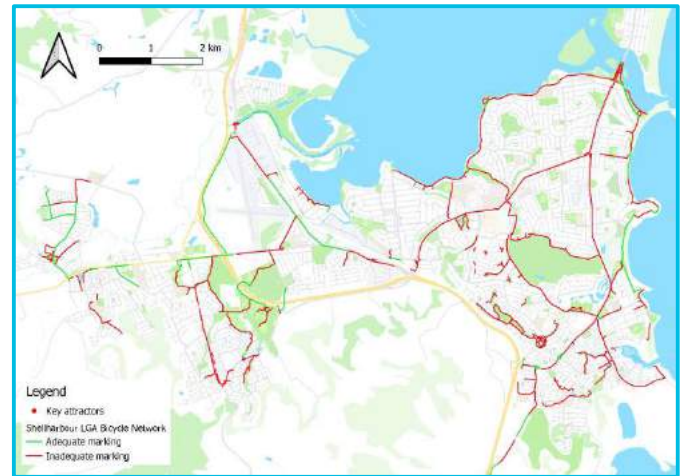 0 1 2 km
Legend
Key attractors
Shellharbour LGA Bicycle Network
Adequate marking
Inadequate marking